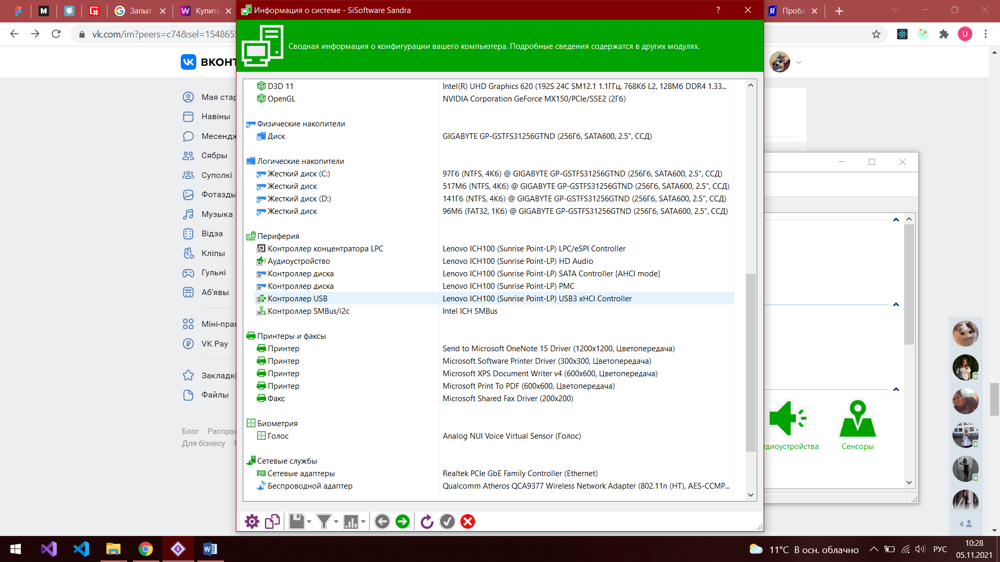 Запыт
Купить
Информация о системе - SiSoftware Sandra
?
Пробл
vk.com/im?peers=c74&sel=154865
U
ВКОНТ
Сводная информация о конфигурации вашего компьютера. Подробные сведения содержатся в других модулях.
Мая стар
Навіны
Месендж
Сябры
Суполкі
Фотазды
Музыка
Відэа
Кліпы
Гульні
Аб'явы
Міні-прог
VK Pay
Закладкі
Файлы
Блог Распрац
Для бізнесу
D3D 11 Intel(R) UHD Graphics 620 (192S 24C SM12.1 1.1ГГц, 768Кб L2, 128Мб DDR4 1.33...
OpenGL NVIDIA Corporation GeForce MX150/PCIe/SSE2 (2Гб)
Физические накопители
Диск GIGABYTE GP-GSTFS31256GTND (256Гб, SATA600, 2.5", ССД)
Логические накопители
Жесткий диск (C:) 97Гб (NTFS, 4Кб) @ GIGABYTE GP-GSTFS31256GTND (256Гб, SATA600, 2.5", ССД)
Жесткий диск 517Мб (NTFS, 4Кб) @ GIGABYTE GP-GSTFS31256GTND (256Гб, SATA600, 2.5", ССД)
Жесткий диск (D:) 141Гб (NTFS, 4Кб) @ GIGABYTE GP-GSTFS31256GTND (256Гб, SATA600, 2.5", ССД)
Жесткий диск 96Мб (FAT32, 1Кб) @ GIGABYTE GP-GSTFS31256GTND (256Гб, SATA600, 2.5", ССД)
Периферия
Контроллер концентратора LPC Lenovo ICH100 (Sunrise Point-LP) LPC/eSPI Controller
Аудиоустройство Lenovo ICH100 (Sunrise Point-LP) HD Audio
Контроллер диска Lenovo ICH100 (Sunrise Point-LP) SATA Controller [AHCI mode]
Контроллер диска Lenovo ICH100 (Sunrise Point-LP) PMC
Контроллер USB Lenovo ICH100 (Sunrise Point-LP) USB3 xHCI Controller
Контроллер SMBus/i2c Intel ICH SMBus
Принтеры и факсы
Принтер Send to Microsoft OneNote 15 Driver (1200x1200, Цветопередача)
Принтер Microsoft Software Printer Driver (300x300, Цветопередача)
Принтер Microsoft XPS Document Writer v4 (600x600, Цветопередача)
Принтер Microsoft Print To PDF (600x600, Цветопередача)
Факс Microsoft Shared Fax Driver (200x200)
Биометрия
Голос Analog NUI Voice Virtual Sensor (Голос)
Сетевые службы
Сетевые адаптеры Realtek PCIe GbE Family Controller (Ethernet)
Беспроводной адаптер Qualcomm Atheros QCA9377 Wireless Network Adapter (802.11n (HT), AES-CCMP...
удиоустройства
Сенсоры
4
11°C В осн. облачно
РУС
10:28
05.11.2021